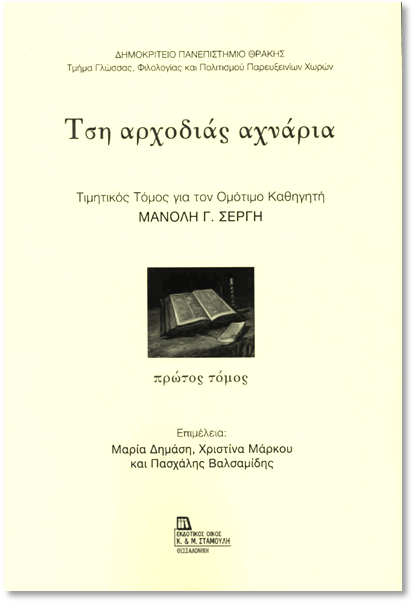 ΔΗΜΟΚΡΙΤΕΙΟ ΠΑΝΕΠΙΣΤΗΜΙΟ ΘΡΑΚΗΣ
Τμήμα Γλώσσας, Φιλολογίας και Πολιτισμού Παρευξεινίων Χωρών
Τση αρχοδιάς αχνάρια
Τιμητικός Τόμος για τον Ομότιμο Καθηγητή
ΜΑΝΟΛΗ Γ. ΣΕΡΓΗ
πρώτος τόμος
Επιμέλεια:
Μαρία Δημάση, Χριστίνα Μάρκου
και Πασχάλης Βαλσαμίδης
ΕΚΔΟΤΙΚΟΣ ΟΙΚΟΣ
Κ. & Μ. ΣΤΑΜΟΥΛΗ
ΘΕΣΣΑΛΟΝΙΚΗ